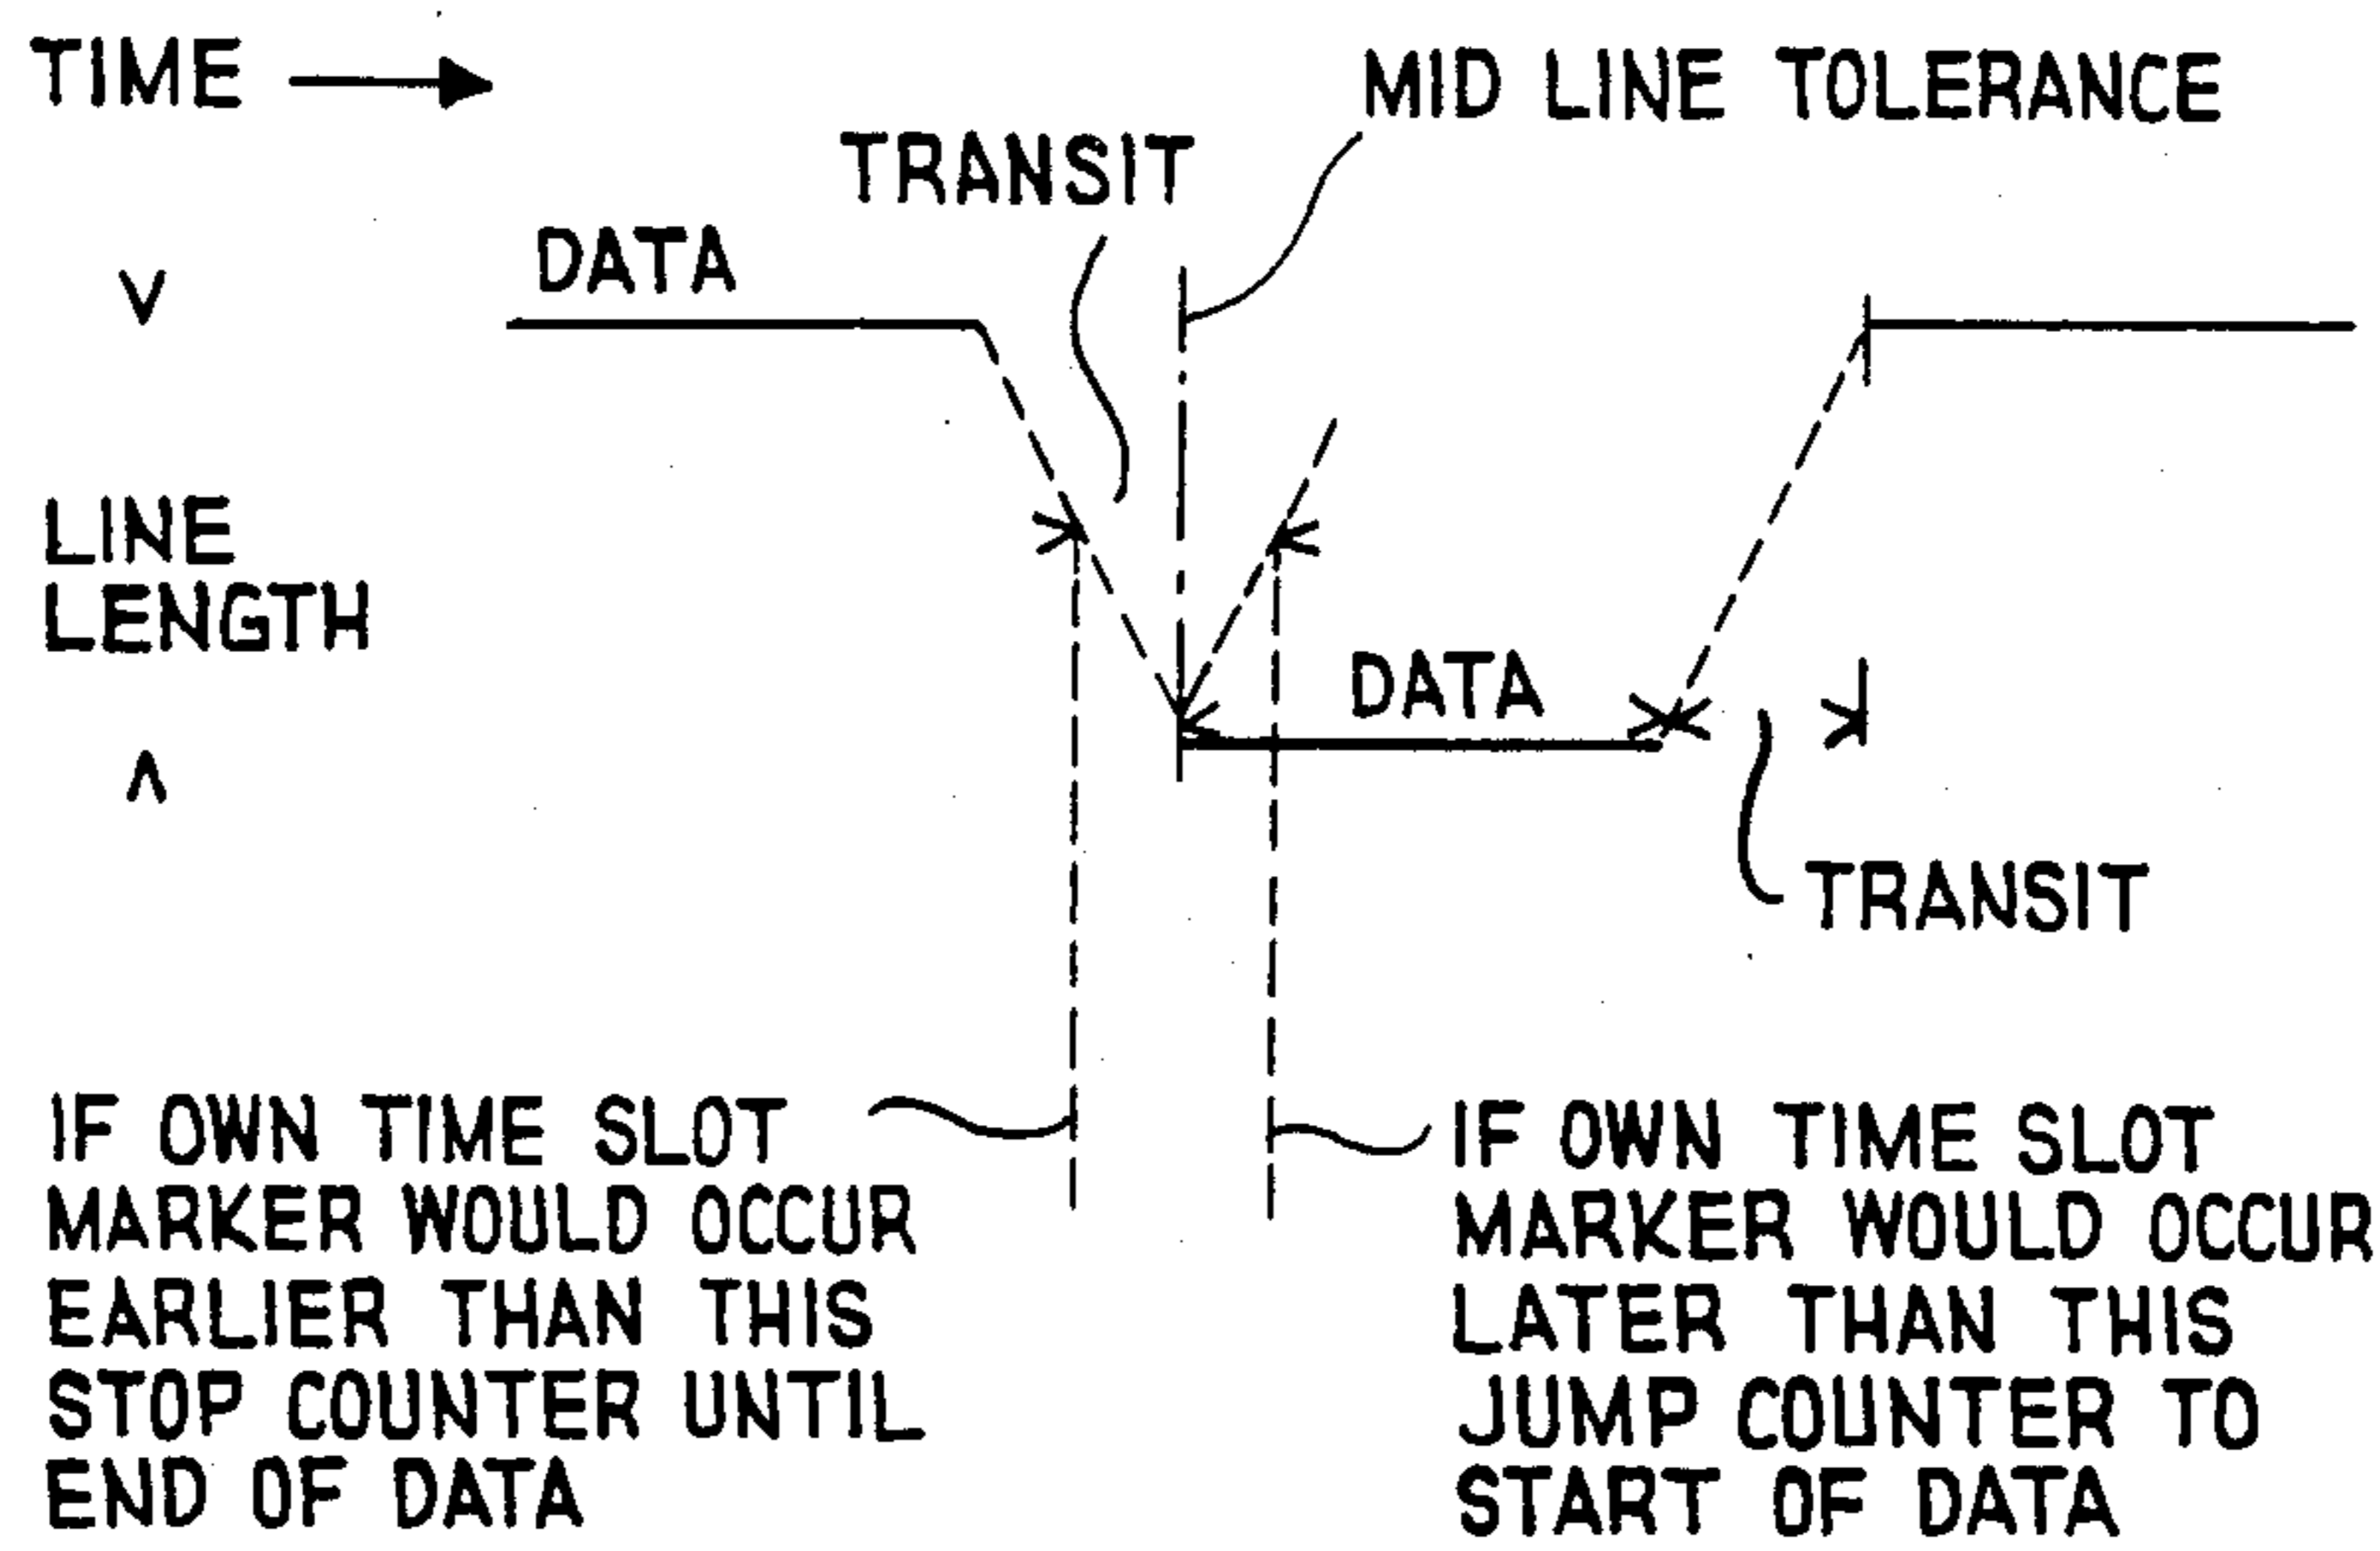 TIME
MID LINE TOLERANCE
TRANSIT
DATA
LINE
LENGTH
DATA
TRANSIT
IF OWN TIME SLOT
MARKER WOULD OCCUR
EARLIER THAN THIS
STOP COUNTER UNTIL
END OF DATA
IF OWN TIME SLOT
MARKER WOULD OCCUR
LATER THAN THIS
JUMP COUNTER TO
START OF DATA